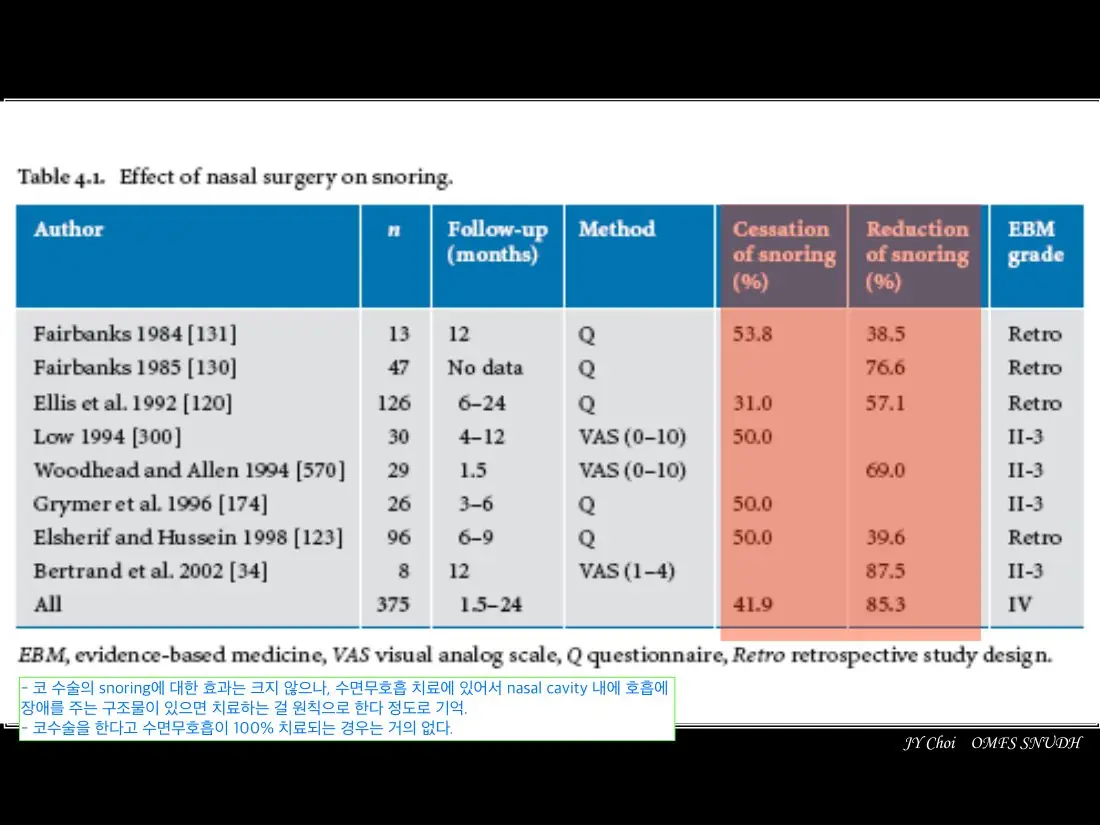 Table 4.1. Effect of nasal surgery on snoring.
Author n Follow-up (months) Method Cessation of snoring (%) Reduction of snoring (%) EBM grade
Fairbanks 1984 [131] 13 12 Q 53.8 38.5 Retro
Fairbanks 1985 [130] 47 No data Q 76.6 Retro
Ellis et al. 1992 [120] 126 6–24 Q 31.0 57.1 Retro
Low 1994 [300] 30 4–12 VAS (0–10) 50.0 II-3
Woodhead and Allen 1994 [570] 29 1.5 VAS (0–10) 69.0 II-3
Grymer et al. 1996 [174] 26 3–6 Q 50.0 II-3
Elsherif and Hussein 1998 [123] 96 6–9 Q 50.0 39.6 Retro
Bertrand et al. 2002 [34] 8 12 VAS (1–4) 87.5 II-3
All 375 1.5–24 41.9 85.3 IV
EBM, evidence-based medicine, VAS visual analog scale, Q questionnaire, Retro retrospective study design.
- 코 수술의 snoring에 대한 효과는 크지 않으나, 수면무호흡 치료에 있어서 nasal cavity 내에 호흡에
장애를 주는 구조물이 있으면 치료하는 걸 원칙으로 한다 정도로 기억.
- 코수술을 한다고 수면무호흡이 100% 치료되는 경우는 거의 없다.
JY Choi OMFS SNUDH